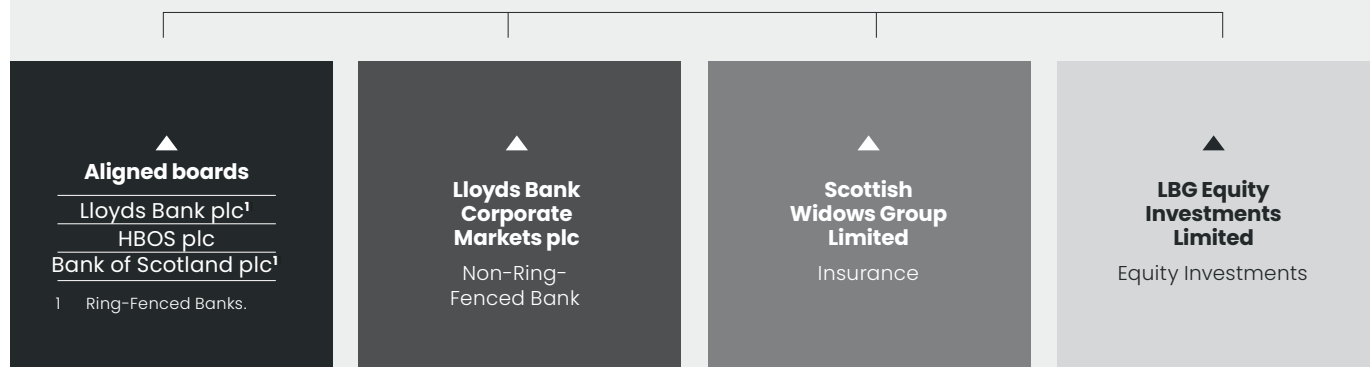 Aligned boards
Lloyds Bank plc¹
HBOS plc
Bank of Scotland plc¹
1 Ring-Fenced Banks.
Lloyds Bank
Corporate
Markets plc
Non-Ring-
Fenced Bank
Scottish
Widows Group
Limited
Insurance
LBG Equity
Investments
Limited
Equity Investments